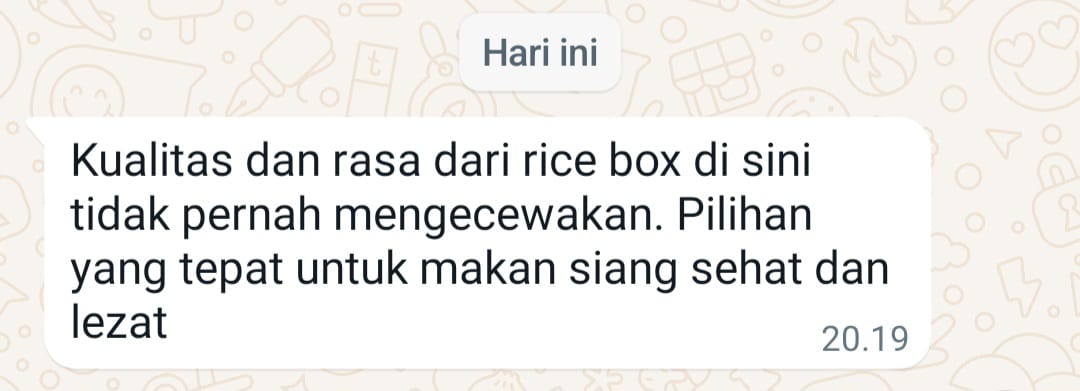 Hari ini
Kualitas dan rasa dari rice box di sini
tidak pernah mengecewakan. Pilihan
yang tepat untuk makan siang sehat dan
lezat
20.19